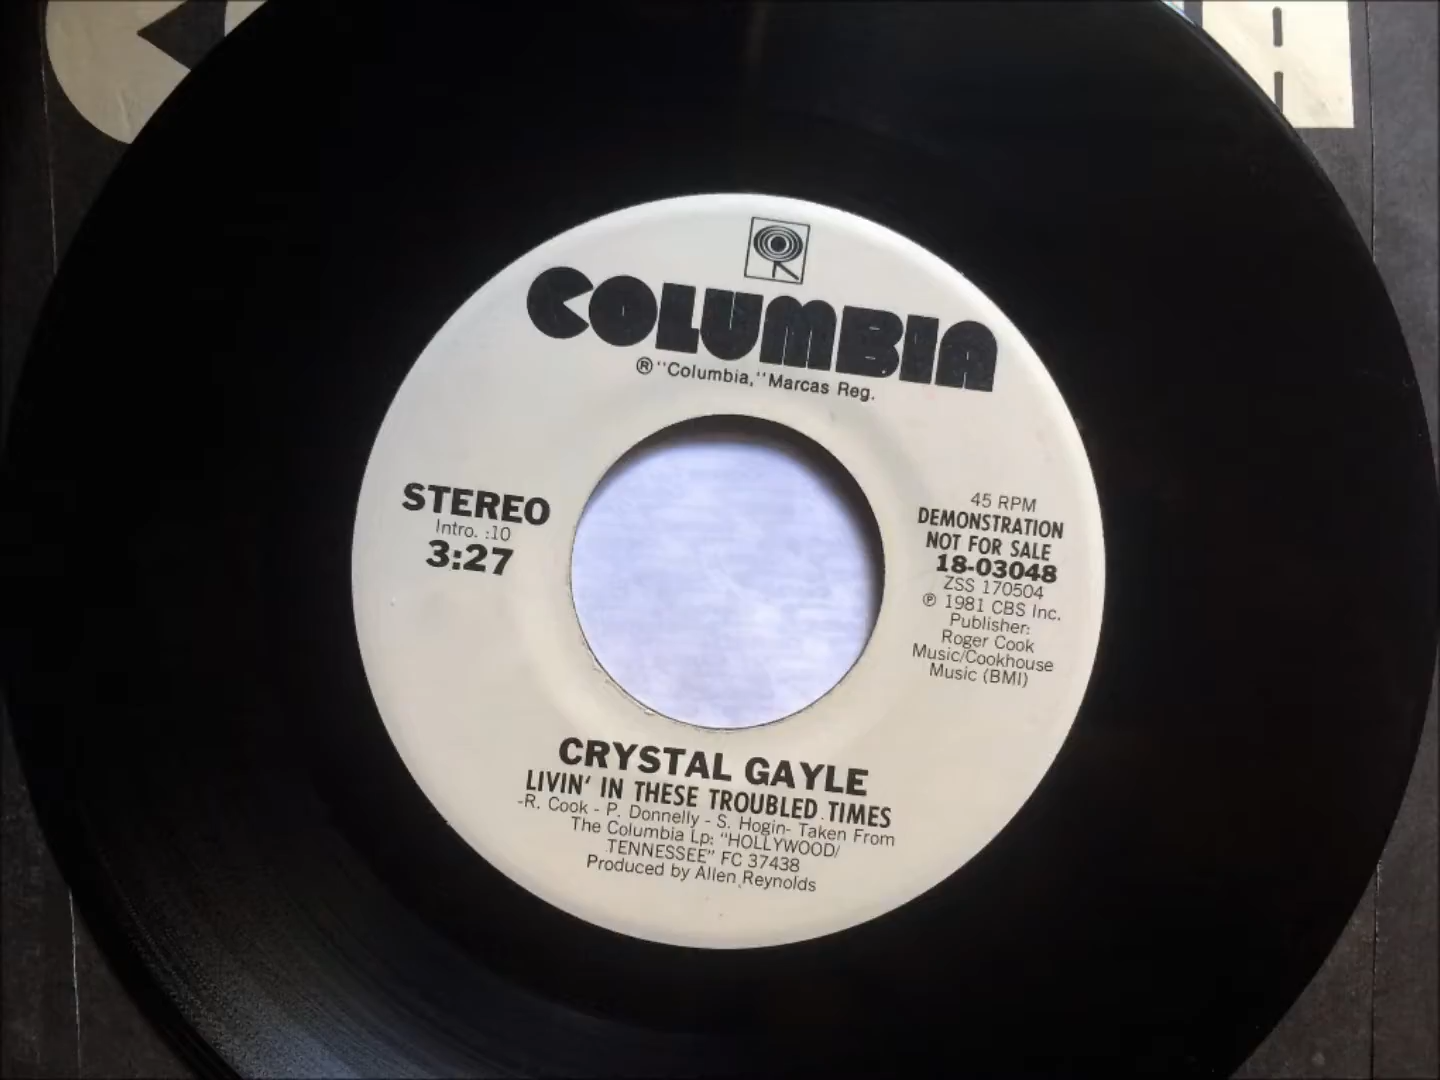 COLUMBIA
® "Columbia," Marcas Reg.
STEREO
Intro. :10
3:27
45 RPM
DEMONSTRATION
NOT FOR SALE
18-03048
ZSS 170504
℗ 1981 CBS Inc.
Publisher:
Roger Cook
Music/Cookhouse
Music (BMI)
CRYSTAL GAYLE
LIVIN' IN THESE TROUBLED TIMES
-R. Cook - P. Donnelly - S. Hogin- Taken From
The Columbia Lp: "HOLLYWOOD/
TENNESSEE" FC 37438
Produced by Allen Reynolds